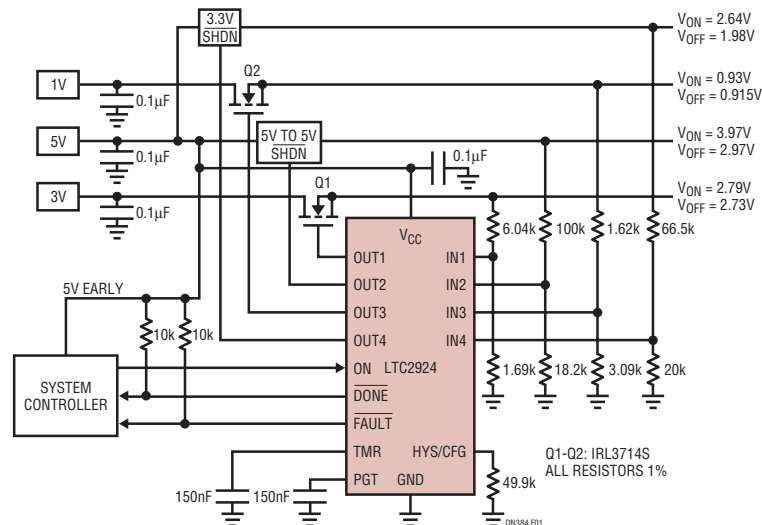 3.3V
SHDN
VON = 2.64V
VOFF = 1.98V
1V
Q2
VON = 0.93V
VOFF = 0.915V
0.1µF
5V
5V TO 5V
SHDN
VON = 3.97V
VOFF = 2.97V
0.1µF
0.1µF
3V
Q1
VON = 2.79V
VOFF = 2.73V
0.1µF
6.04k
100k
1.62k
66.5k
VCC
OUT1
IN1
5V EARLY
OUT2
IN2
OUT3
IN3
10k
10k
OUT4
IN4
ON
LTC2924
1.69k
18.2k
3.09k
20k
SYSTEM
CONTROLLER
DONE
FAULT
TMR
HYS/CFG
Q1-Q2: IRL3714S
ALL RESISTORS 1%
PGT
GND
49.9k
150nF
150nF
DN384 F01